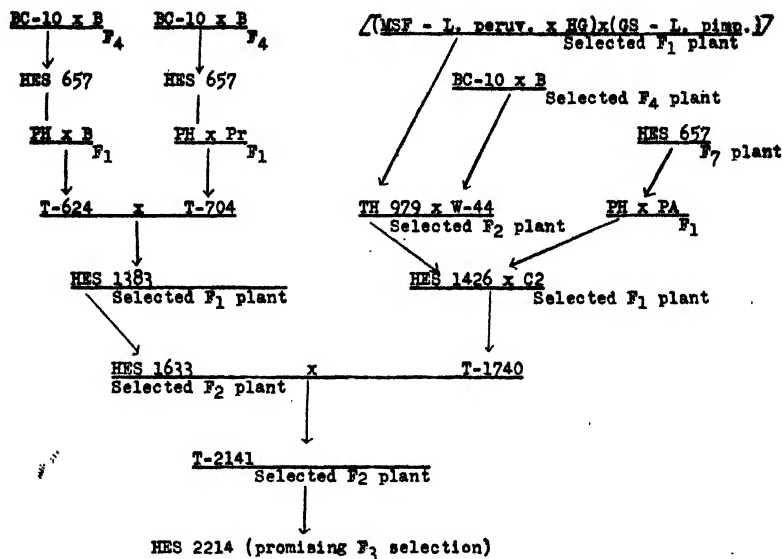 BC-10 x B BC-10 x B [(MSF - L. peruv. x HG)x(GS - L. pimp.)]
F4 F4 Selected F1 plant
HES 657 HES 657 BC-10 x B
Selected F4 plant
PH x B PH x Pr HES 657
F1 F1 F7 plant
T-624 x T-704 TH 979 x W-44 PH x PA
Selected F2 plant F1
HES 1383 HES 1426 x C2
Selected F1 plant Selected F1 plant
HES 1633 x T-1740
Selected F2 plant
T-2141
Selected F2 plant
HES 2214 (promising F3 selection)